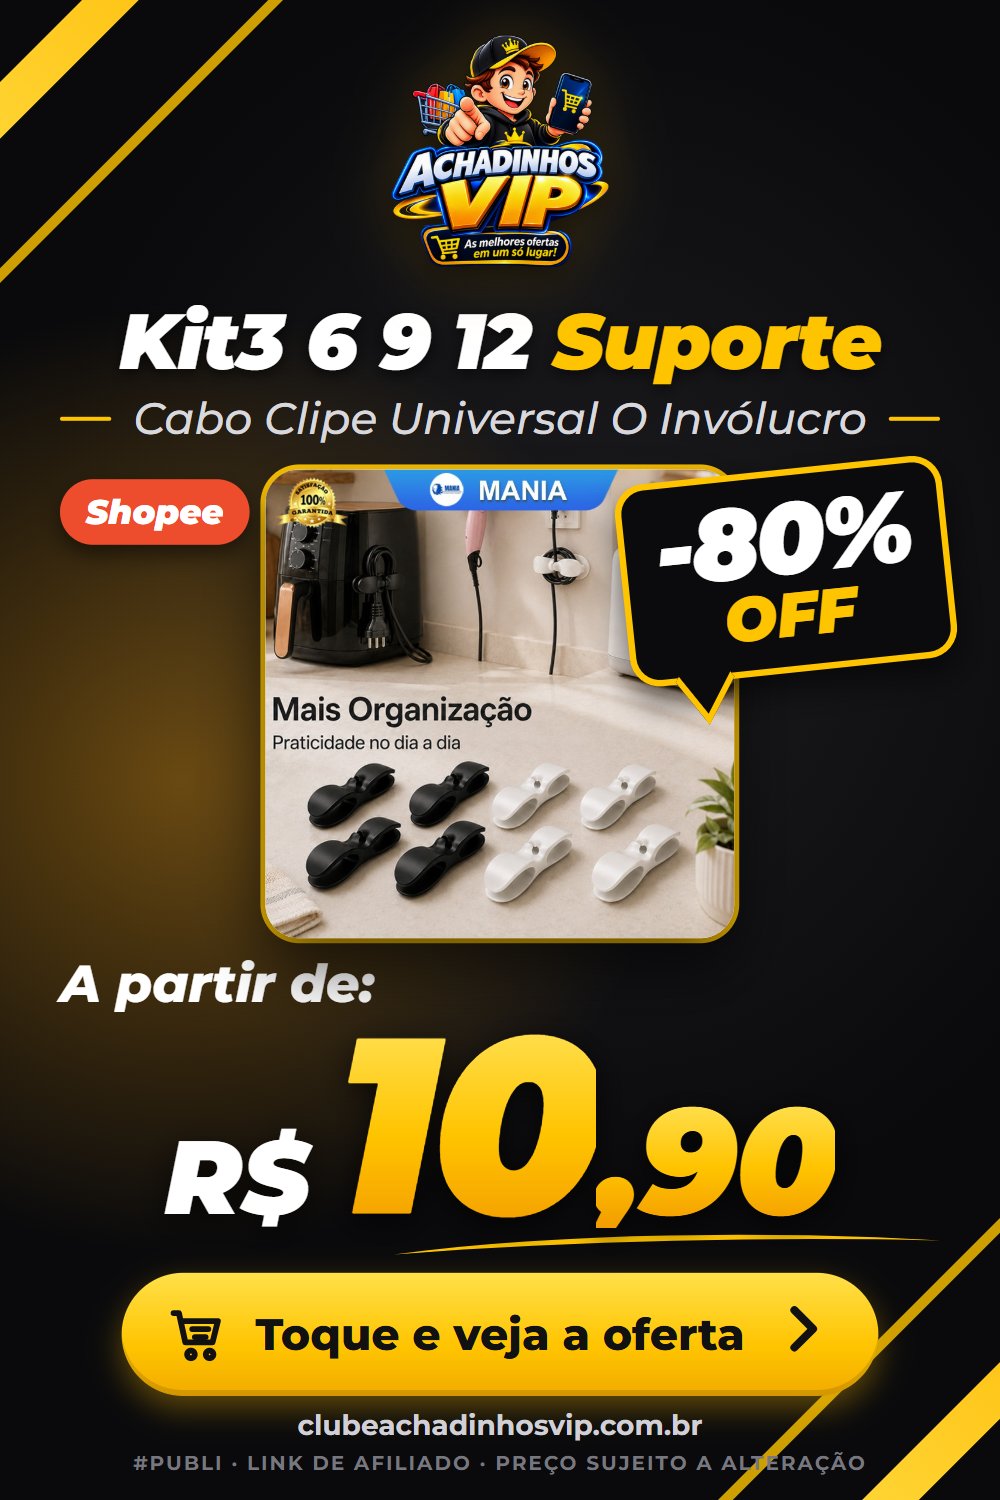 ACHADINHOS
VIP
As melhores ofertas
em um só lugar!
Kit3 6 9 12 Suporte
Cabo Clipe Universal O Invólucro
Shopee
SATISFAÇÃO
100%
GARANTIDA
MANIA
MANIA
-80%
OFF
Mais Organização
Praticidade no dia a dia
A partir de:
R$ 10,90
Toque e veja a oferta
clubeachadinhosvip.com.br
#PUBLI · LINK DE AFILIADO · PREÇO SUJEITO A ALTERAÇÃO